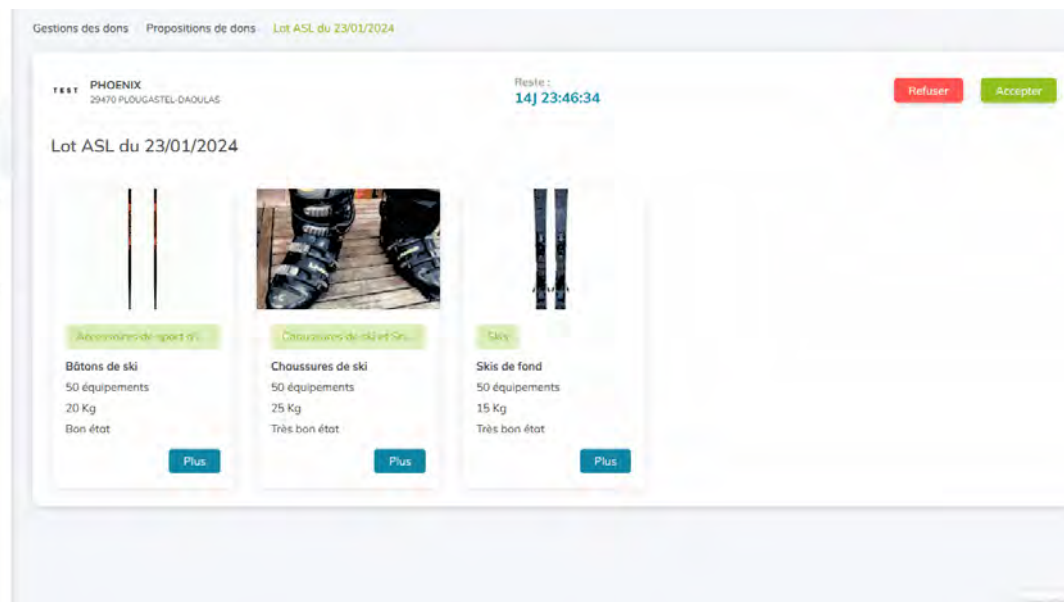 Gestions des dons Propositions de dons Lot ASL du 23/01/2024
TEST PHOENIX
29470 PLOUGASTEL-DAOULAS
Reste :
14J 23:46:34
Refuser Accepter
Lot ASL du 23/01/2024
Accessoires de sport d'...
Bâtons de ski
50 équipements
20 Kg
Bon état
Plus
Chaussures de ski et Sn...
Chaussures de ski
50 équipements
25 Kg
Très bon état
Plus
Skis
Skis de fond
50 équipements
15 Kg
Très bon état
Plus